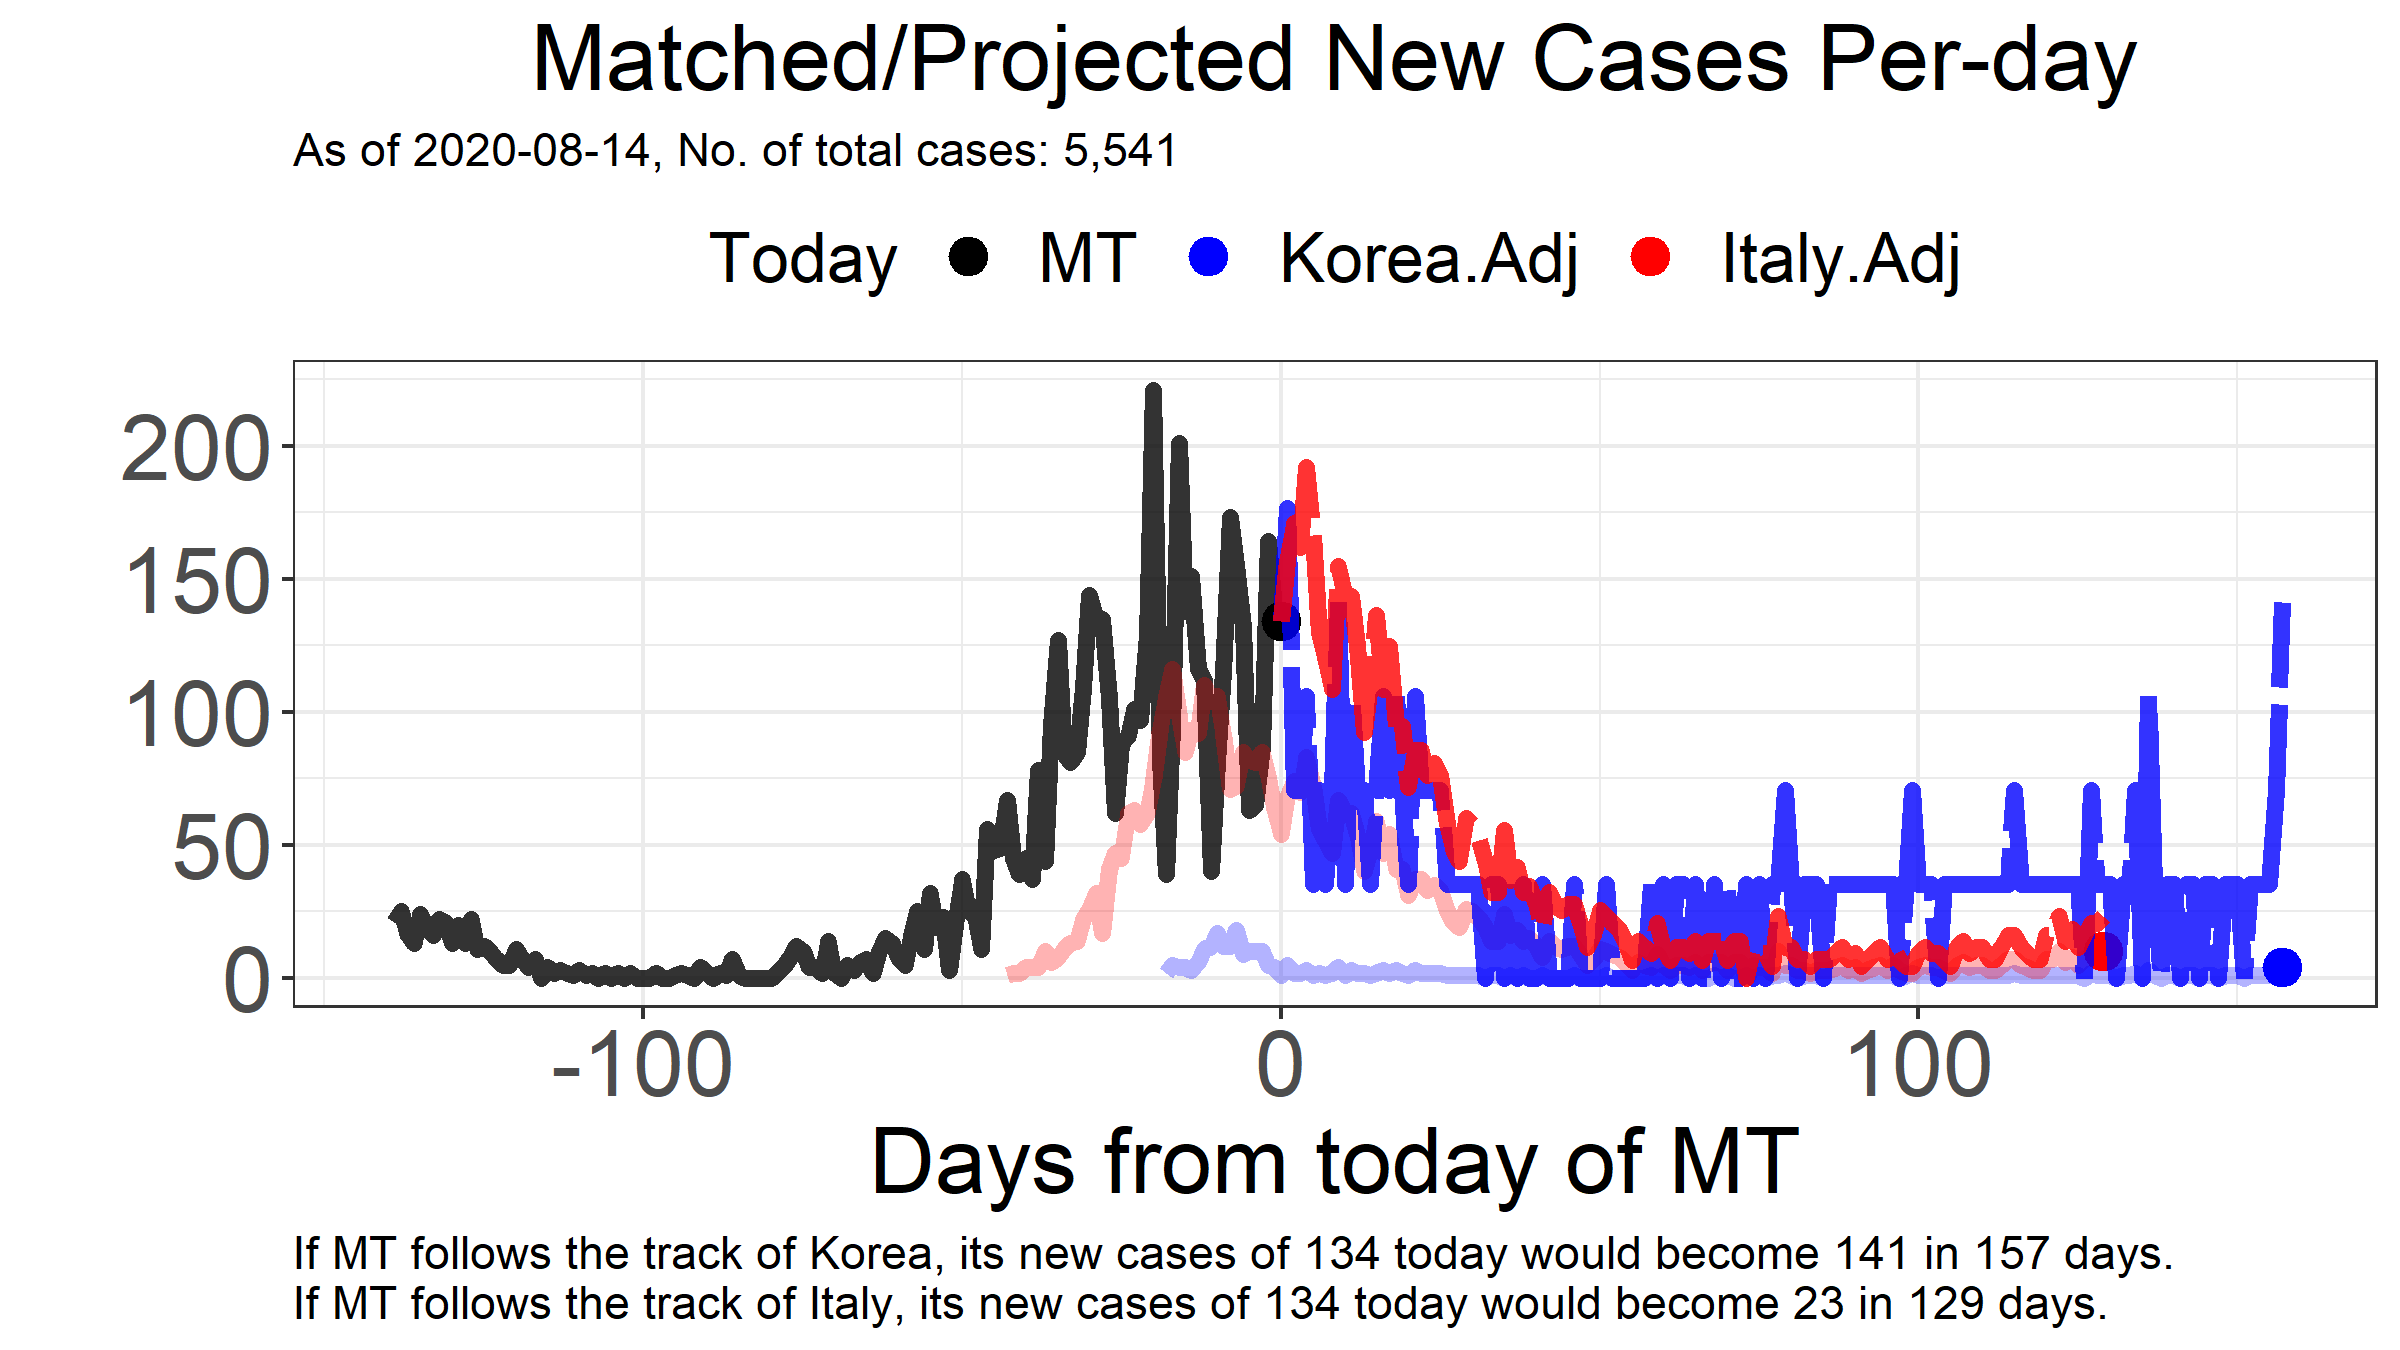 Matched/Projected New Cases Per-day
As of 2020-08-14, No. of total cases: 5,541
Today MT Korea.Adj Italy.Adj
200
150
100
50
0
-100 0 100
Days from today of MT
If MT follows the track of Korea, its new cases of 134 today would become 141 in 157 days.
If MT follows the track of Italy, its new cases of 134 today would become 23 in 129 days.